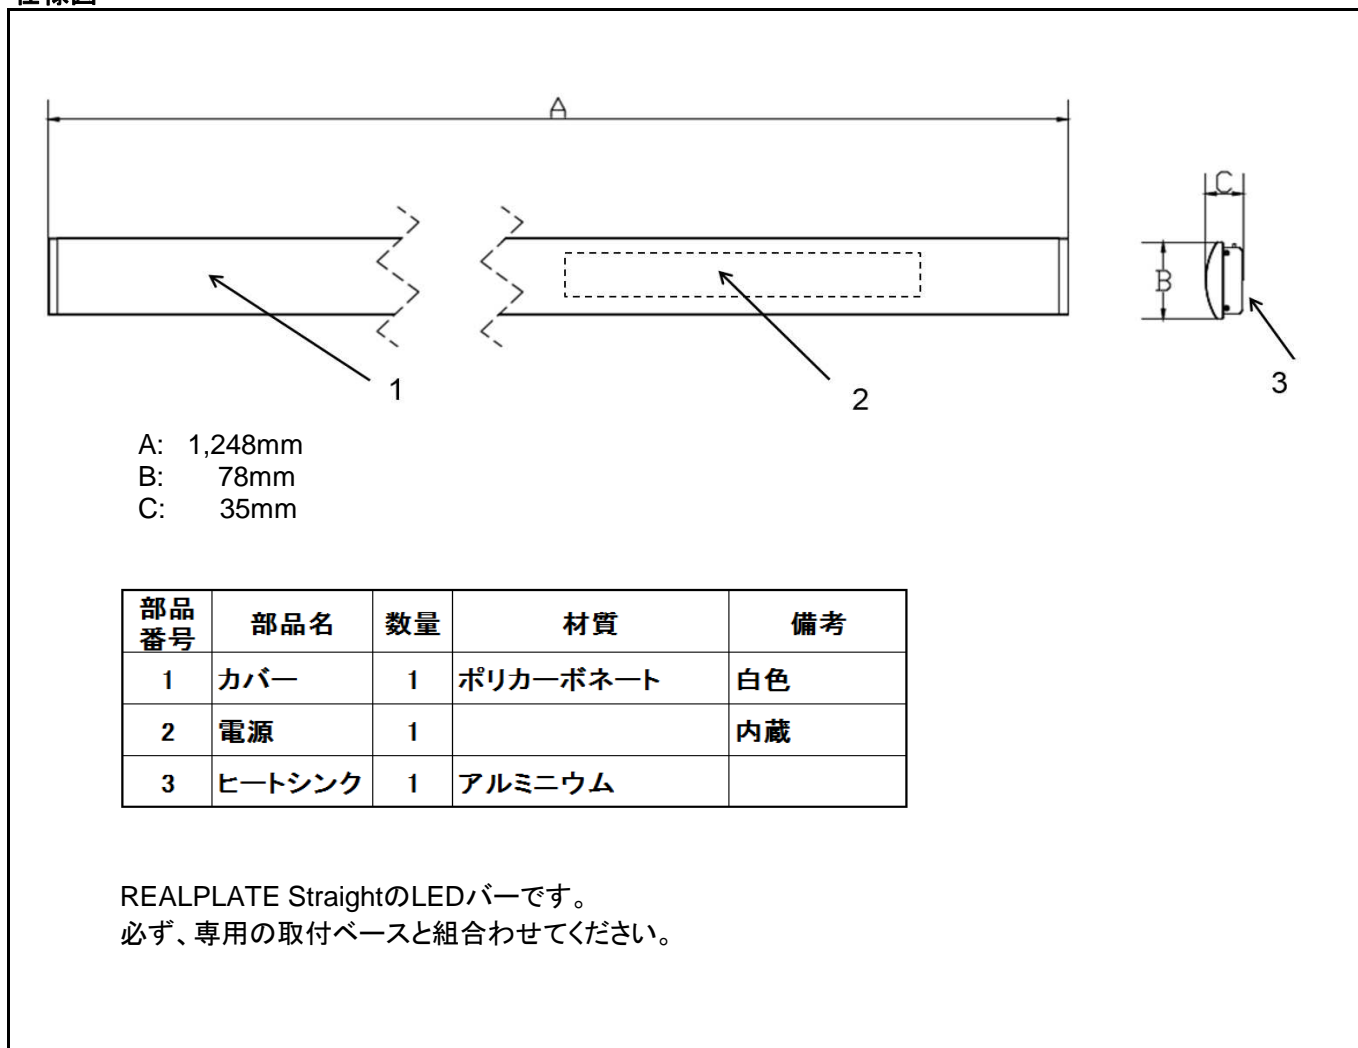 A
C
B
1
2
3
A: 1,248mm
B: 78mm
C: 35mm
部品番号 部品名 数量 材質 備考
1 カバー 1 ポリカーボネート 白色
2 電源 1 内蔵
3 ヒートシンク 1 アルミニウム
REALPLATE StraightのLEDバーです。
必ず、専用の取付ベースと組合わせてください。